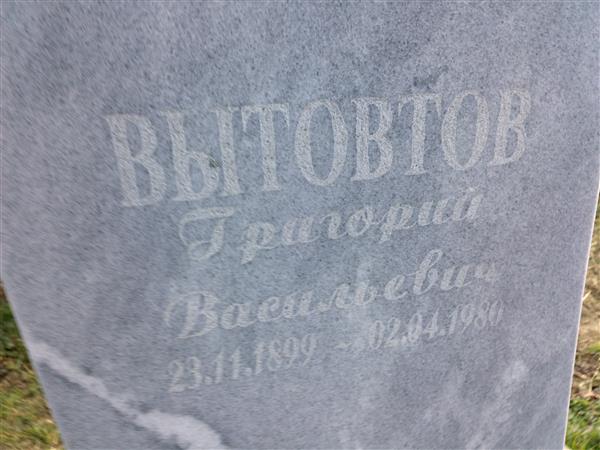 ВЫТОВТОВ
Григорий
Васильевич
23.11.1899 ~ 02.04.1980